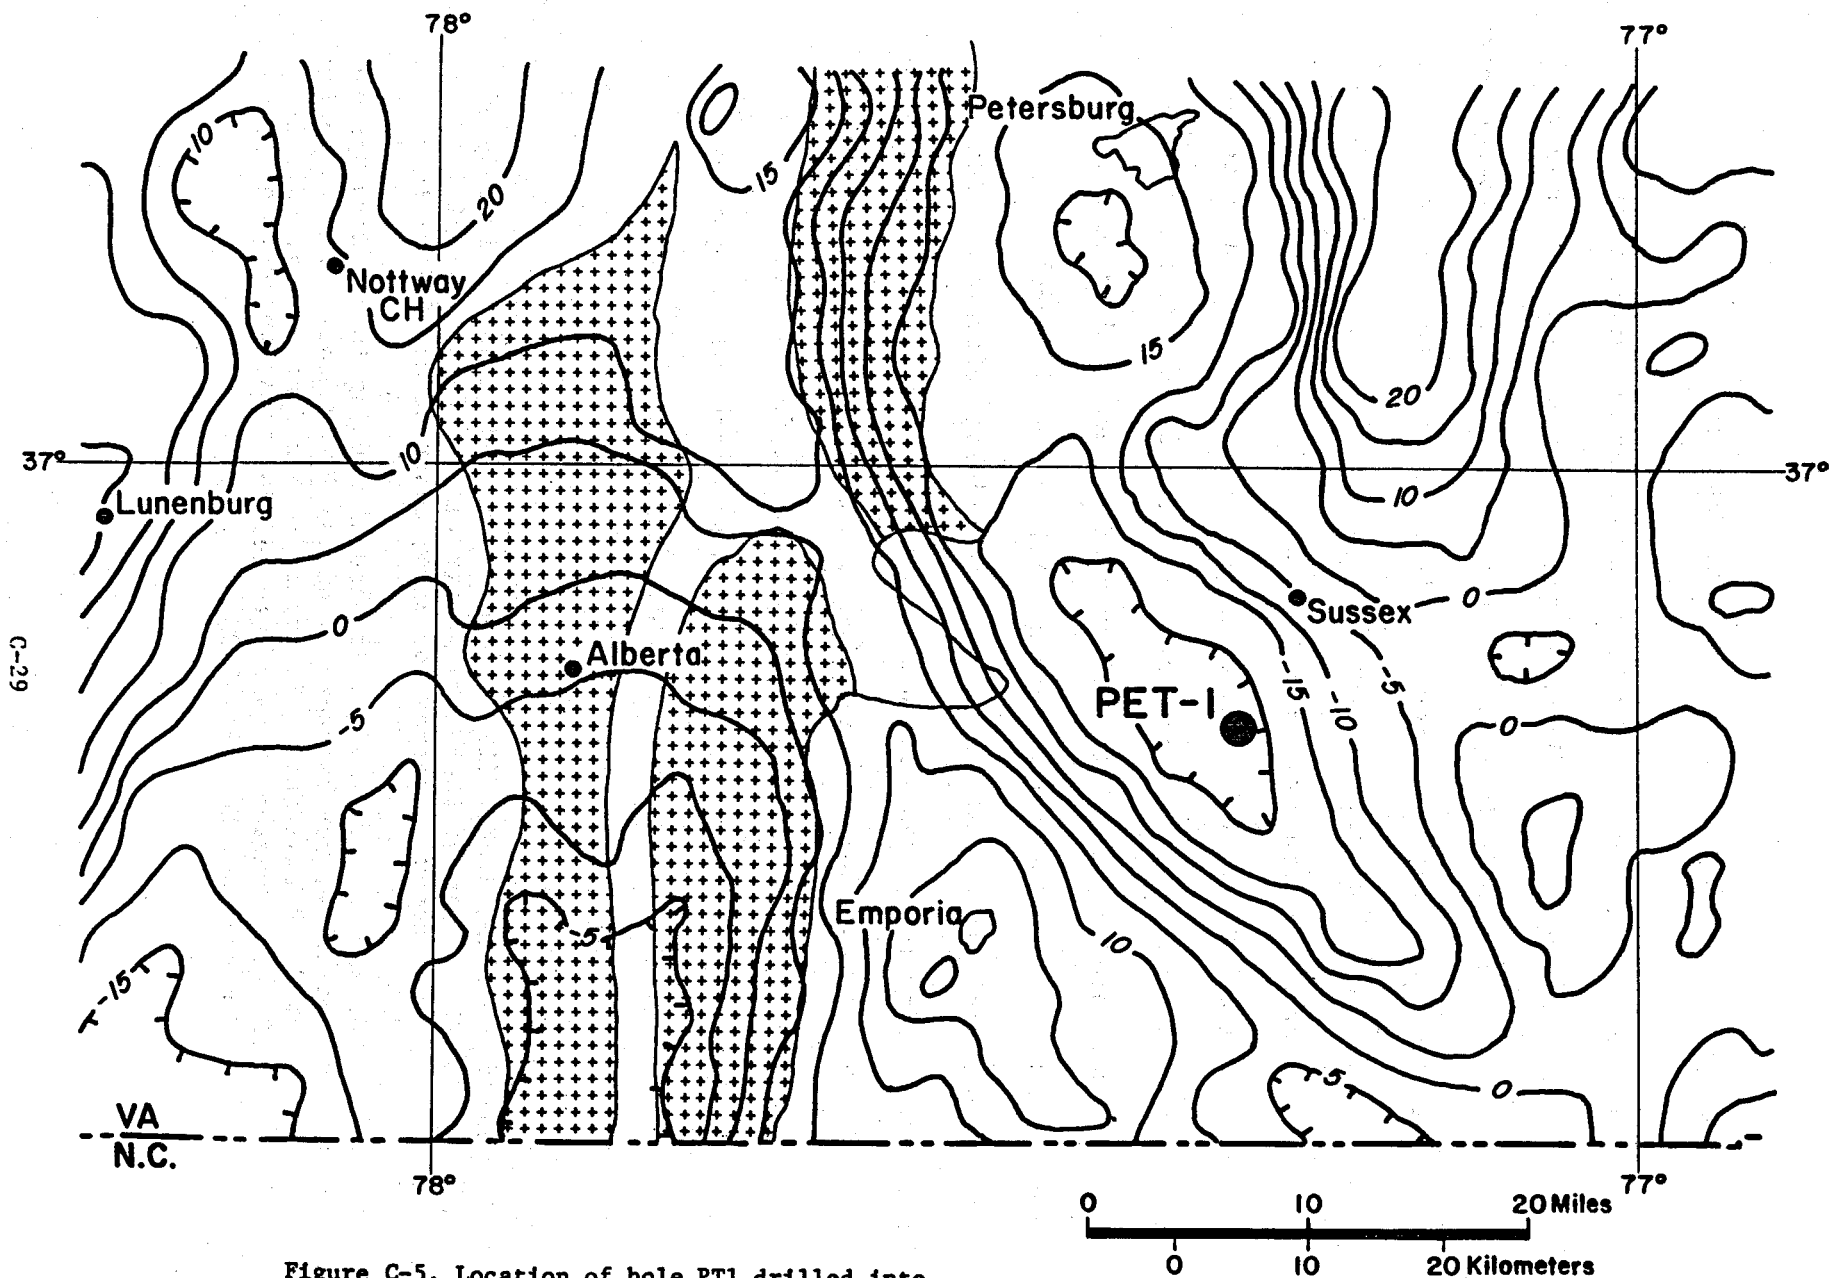 78°
77°
Petersburg
10
20
15
Nottway
CH
15
20
37°
10
37°
Lunenburg
10
0
Sussex
0
Alberta
C-29
-15
-10
-5
PET-1
-5
0
Emporia
-5
10
-15
5
0
VA
N.C.
78°
77°
0 10 20 Miles
0 10 20 Kilometers
Figure C-5. Location of hole PT1 drilled into